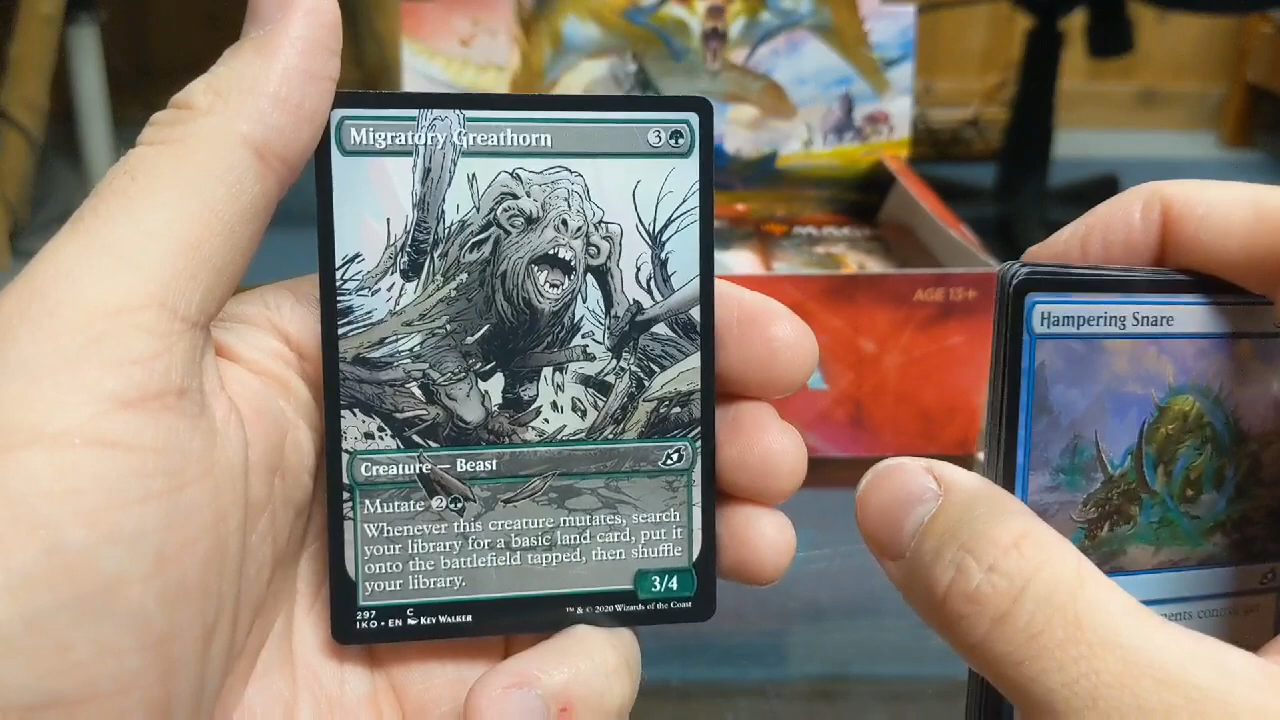 Migratory Greathorn 3
Creature — Beast
Mutate 2
Whenever this creature mutates, search
your library for a basic land card, put it
onto the battlefield tapped, then shuffle
your library.
3/4
297 C
IKO • EN KEV WALKER
™ & © 2020 Wizards of the Coast
AGE 13+
Hampering Snare